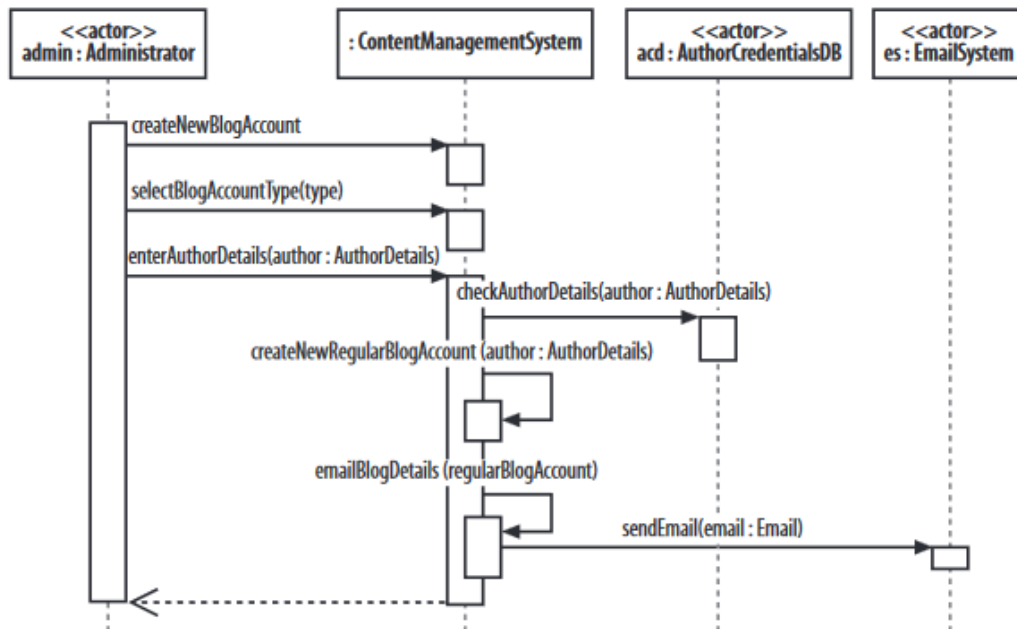 <<actor>>
admin : Administrator
: ContentManagementSystem
<<actor>>
acd : AuthorCredentialsDB
<<actor>>
es : EmailSystem
createNewBlogAccount
selectBlogAccountType(type)
enterAuthorDetails(author : AuthorDetails)
checkAuthorDetails(author : AuthorDetails)
createNewRegularBlogAccount (author : AuthorDetails)
emailBlogDetails (regularBlogAccount)
sendEmail(email : Email)